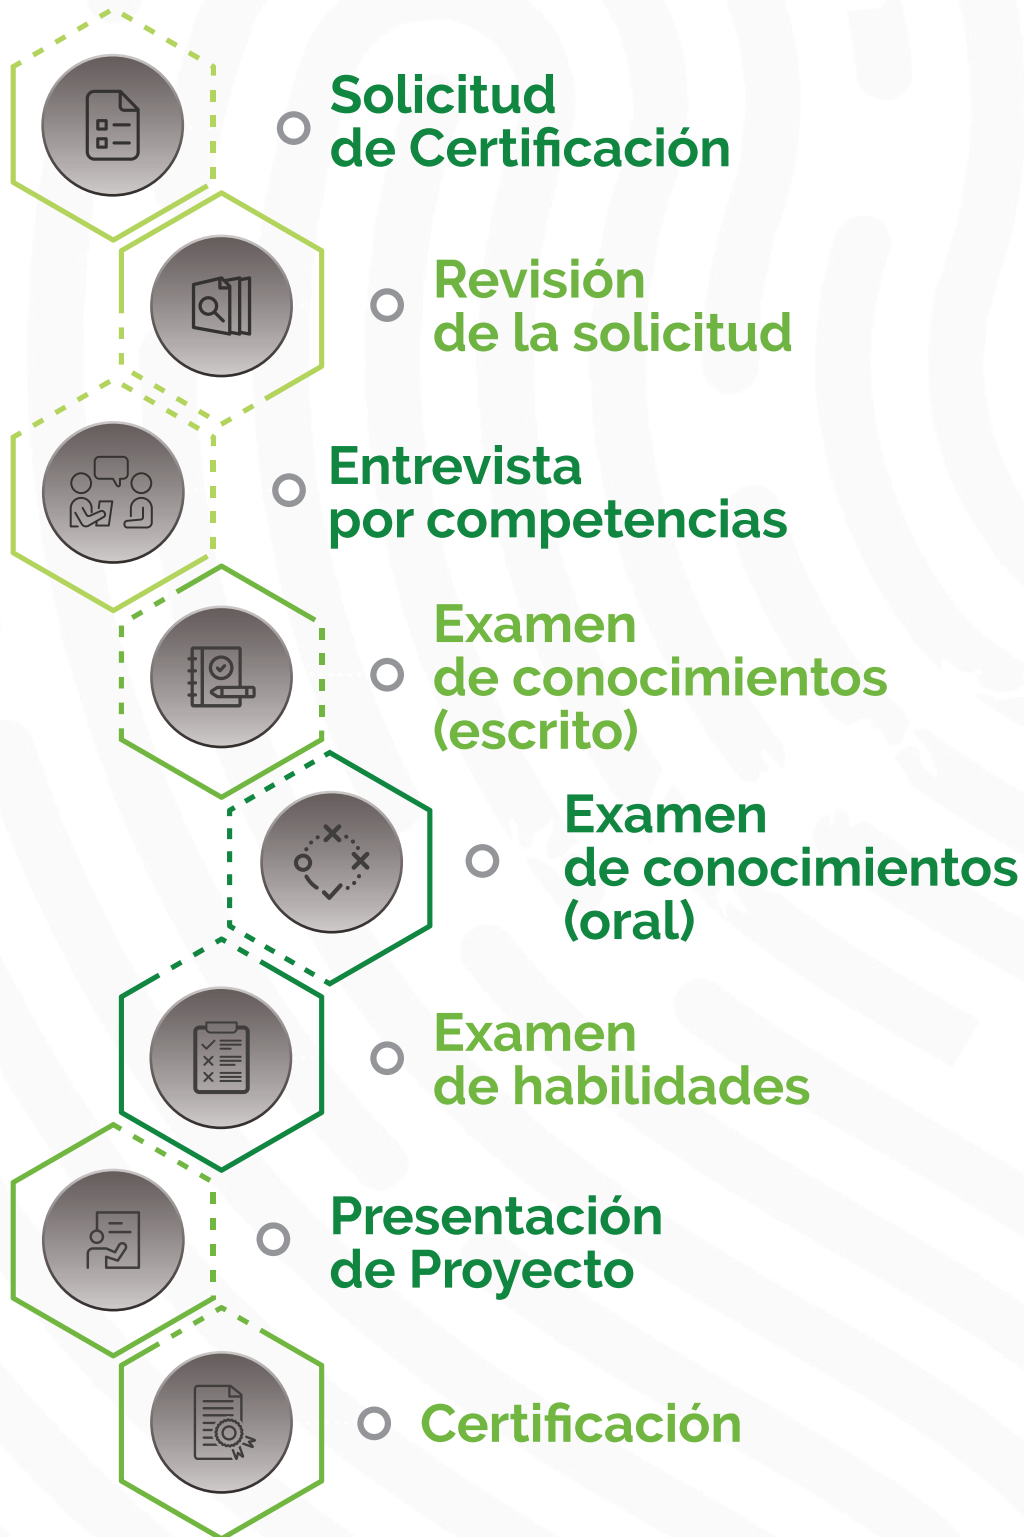 Solicitud
de Certificación
Revisión
de la solicitud
Entrevista
por competencias
Examen
de conocimientos
(escrito)
Examen
de conocimientos
(oral)
Examen
de habilidades
Presentación
de Proyecto
Certificación